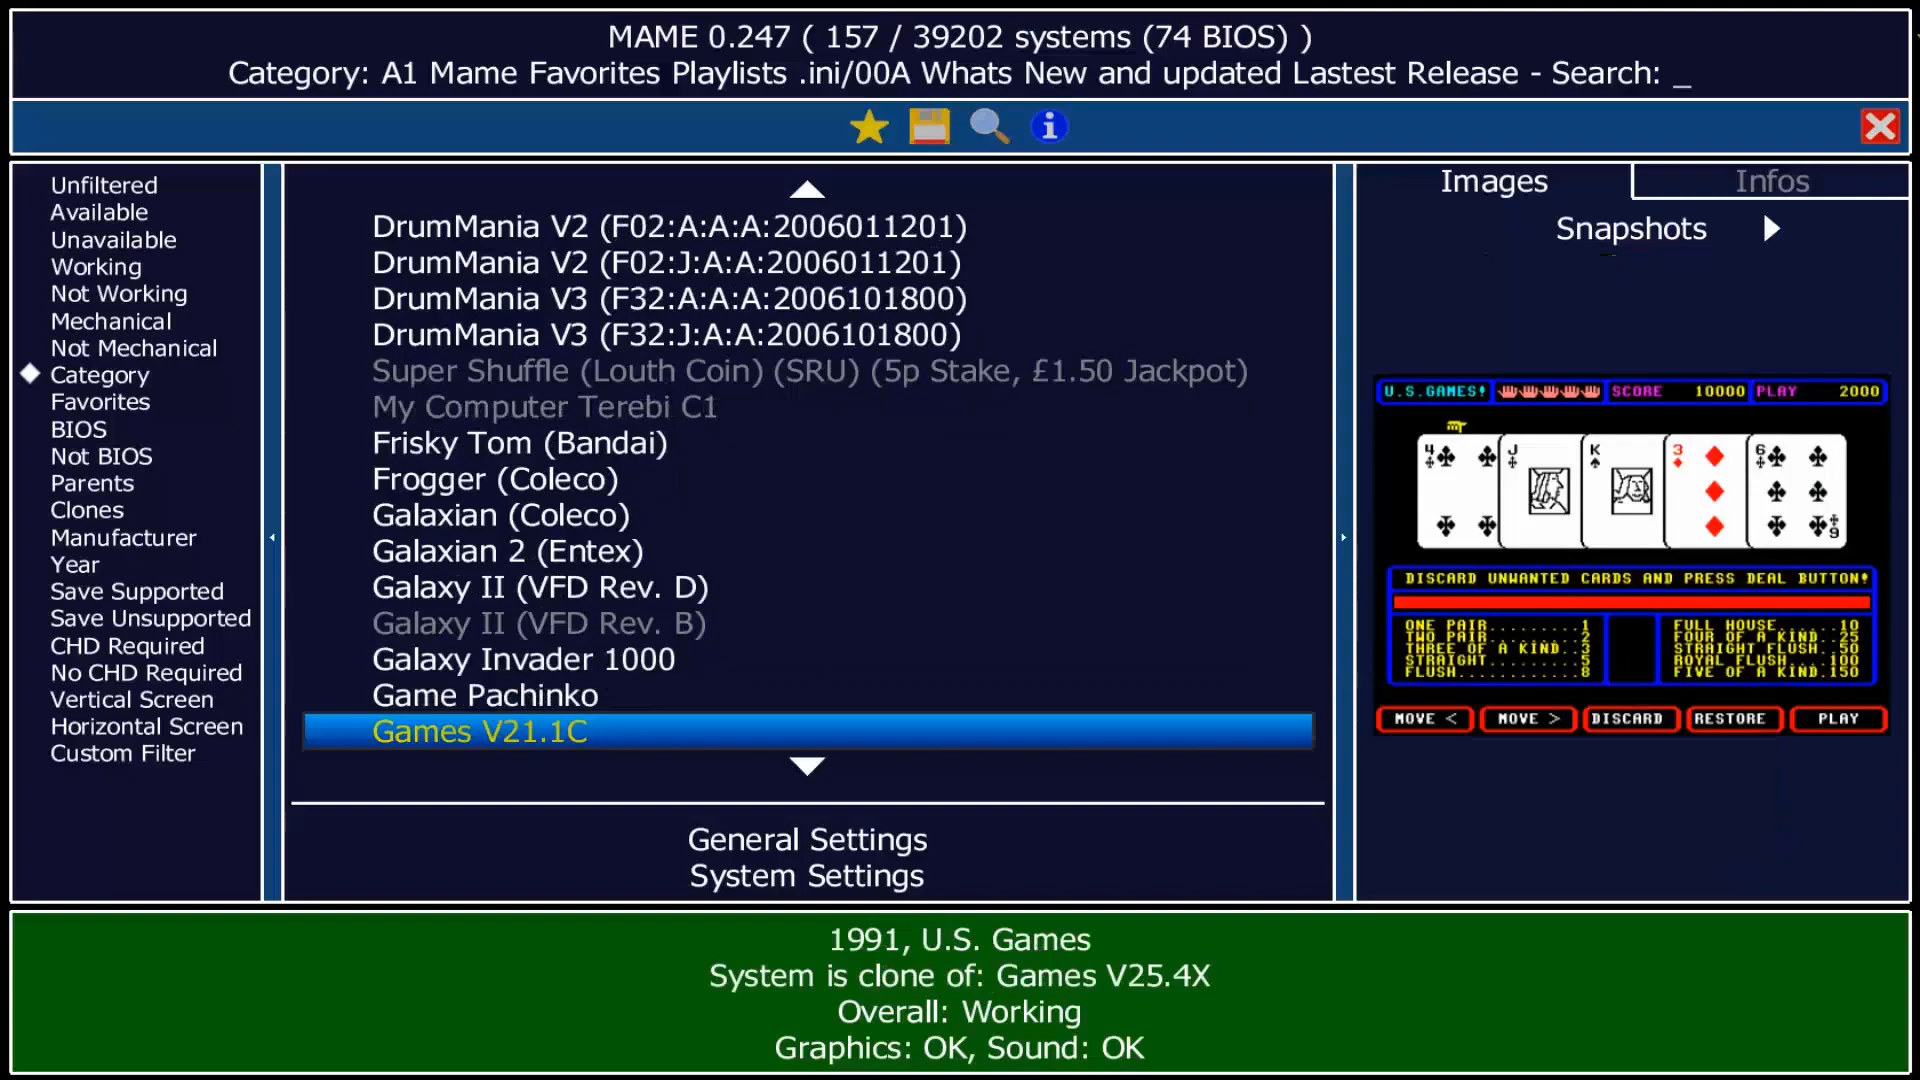 MAME 0.247 ( 157 / 39202 systems (74 BIOS) )
Category: A1 Mame Favorites Playlists .ini/00A Whats New and updated Lastest Release - Search: _
Unfiltered
Available
Unavailable
Working
Not Working
Mechanical
Not Mechanical
Category
Favorites
BIOS
Not BIOS
Parents
Clones
Manufacturer
Year
Save Supported
Save Unsupported
CHD Required
No CHD Required
Vertical Screen
Horizontal Screen
Custom Filter
DrumMania V2 (F02:A:A:A:2006011201)
DrumMania V2 (F02:J:A:A:2006011201)
DrumMania V3 (F32:A:A:A:2006101800)
DrumMania V3 (F32:J:A:A:2006101800)
Super Shuffle (Louth Coin) (SRU) (5p Stake, £1.50 Jackpot)
My Computer Terebi C1
Frisky Tom (Bandai)
Frogger (Coleco)
Galaxian (Coleco)
Galaxian 2 (Entex)
Galaxy II (VFD Rev. D)
Galaxy II (VFD Rev. B)
Galaxy Invader 1000
Game Pachinko
Games V21.1C
General Settings
System Settings
Images
Infos
Snapshots
U.S.GAMES! SCORE 10000 PLAY 2000
4 J K 3 6
6
DISCARD UNWANTED CARDS AND PRESS DEAL BUTTON!
ONE PAIR.........1
TWO PAIR.........2
THREE OF A KIND..3
STRAIGHT.........5
FLUSH............8
FULL HOUSE......10
FOUR OF A KIND..25
STRAIGHT FLUSH..50
ROYAL FLUSH....100
FIVE OF A KIND.150
MOVE < MOVE > DISCARD RESTORE PLAY
1991, U.S. Games
System is clone of: Games V25.4X
Overall: Working
Graphics: OK, Sound: OK